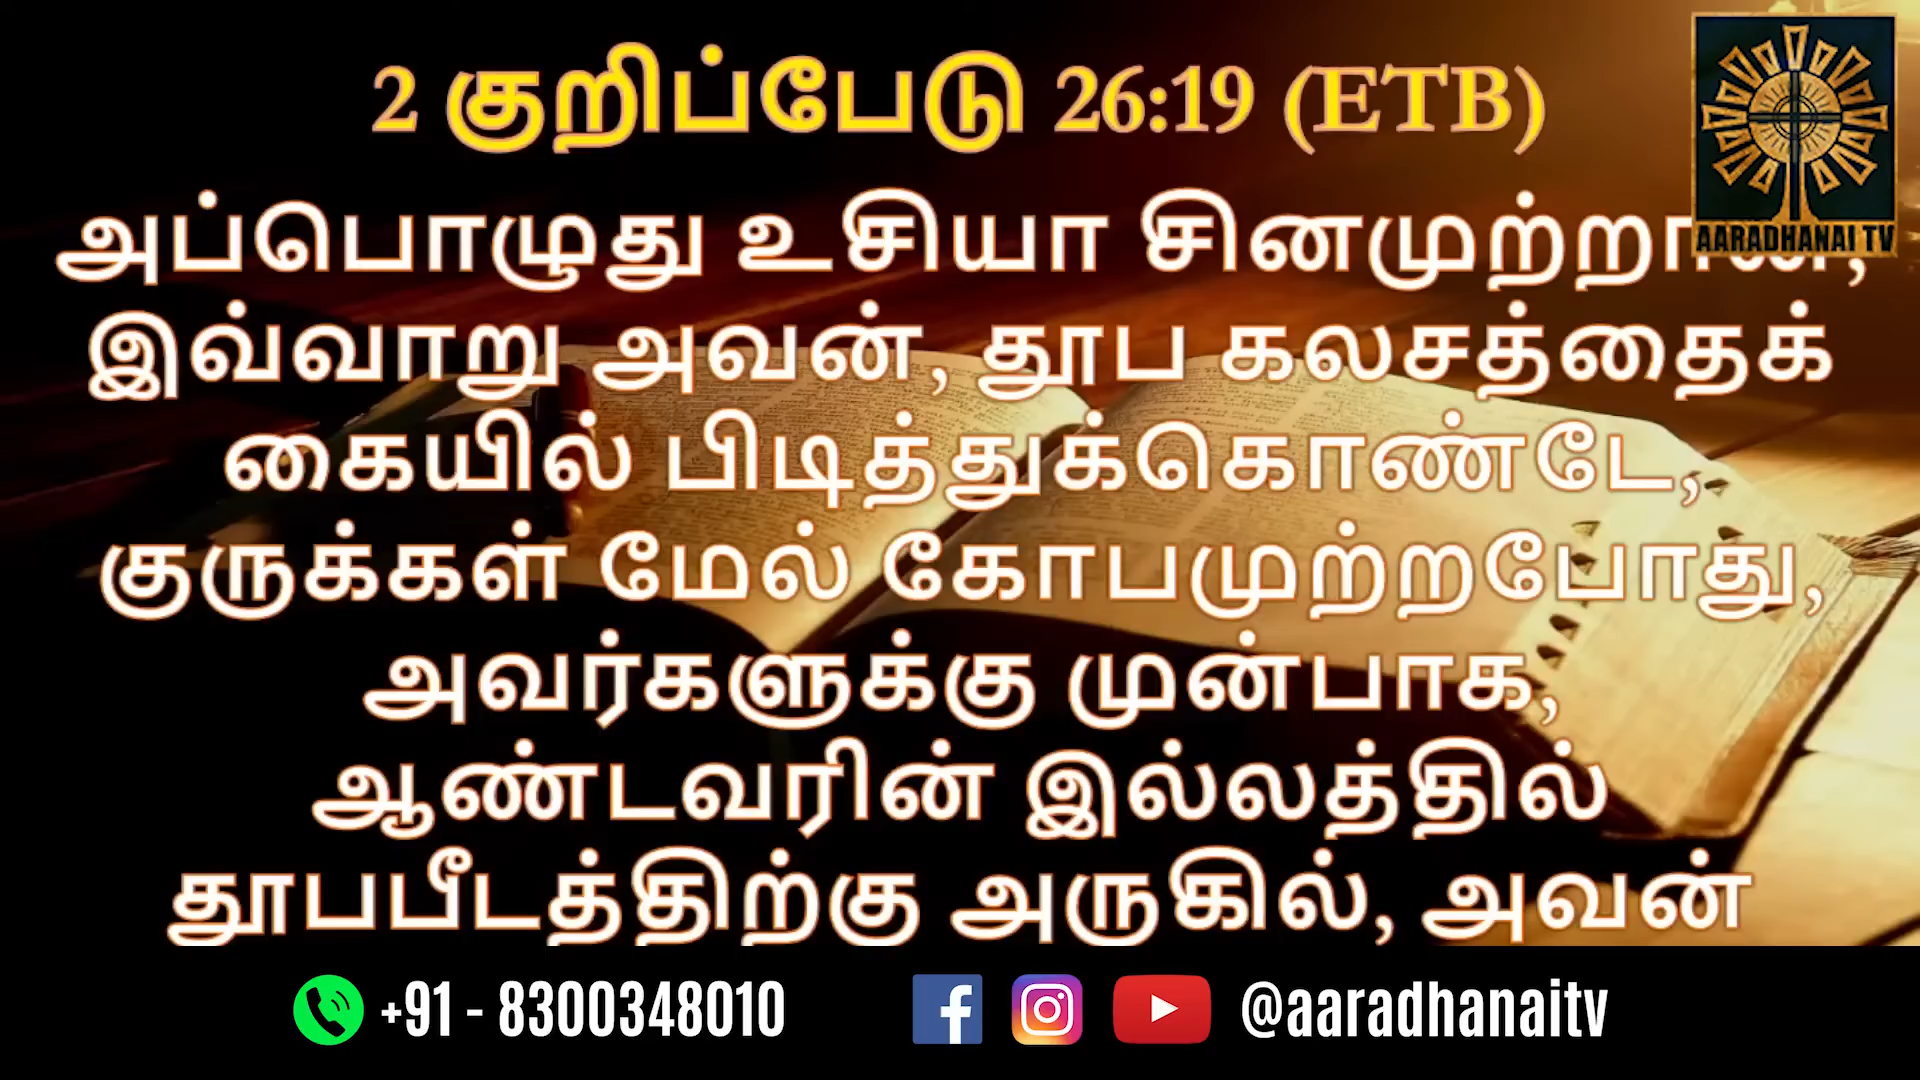 2 குறிப்பேடு 26:19 (ETB)
AARADHANAI TV
அப்பொழுது உசியா சினமுற்றான்,
இவ்வாறு அவன், தூப கலசத்தைக்
கையில் பிடித்துக்கொண்டே,
குருக்கள் மேல் கோபமுற்றபோது,
அவர்களுக்கு முன்பாக,
ஆண்டவரின் இல்லத்தில்
தூபபீடத்திற்கு அருகில், அவன்
+91 - 8300348010
@aaradhanaitv